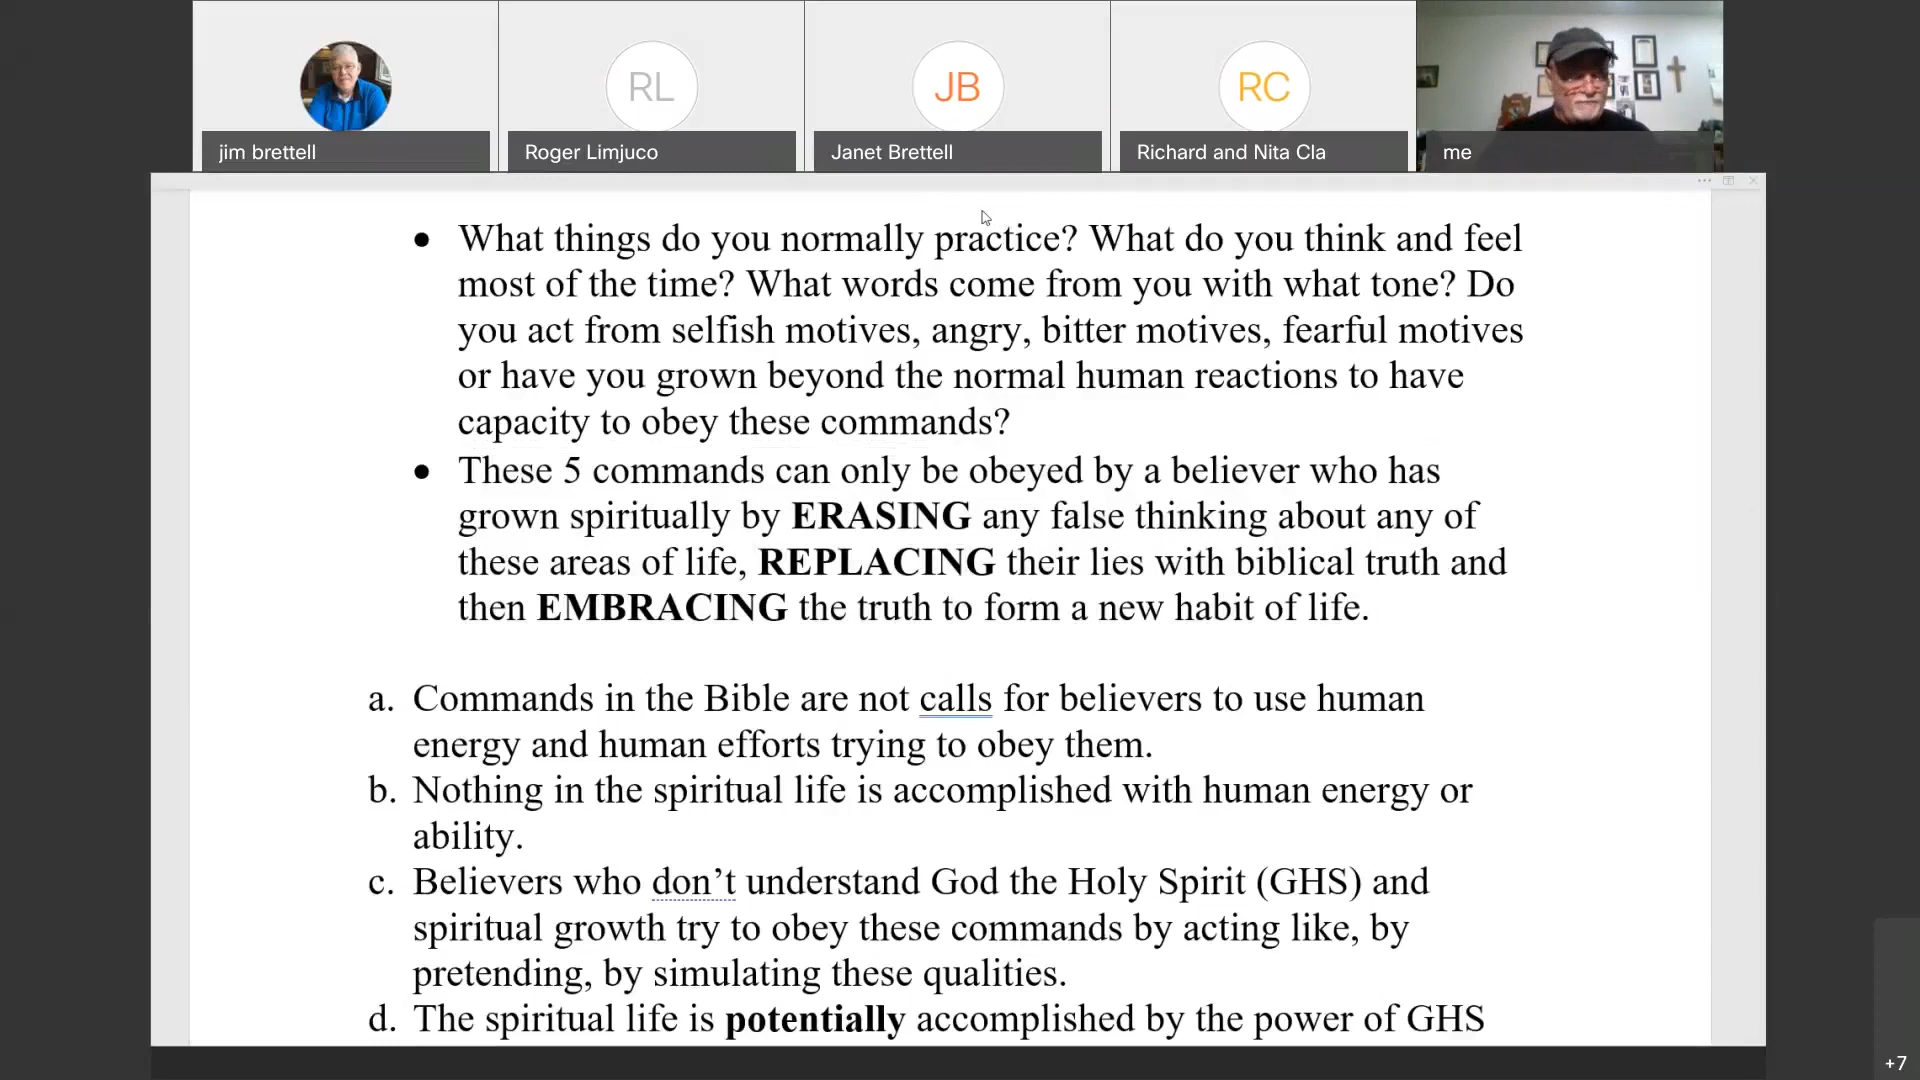 RL
JB
RC
jim brettell
Roger Limjuco
Janet Brettell
Richard and Nita Cla
me
• What things do you normally practice? What do you think and feel
most of the time? What words come from you with what tone? Do
you act from selfish motives, angry, bitter motives, fearful motives
or have you grown beyond the normal human reactions to have
capacity to obey these commands?
• These 5 commands can only be obeyed by a believer who has
grown spiritually by ERASING any false thinking about any of
these areas of life, REPLACING their lies with biblical truth and
then EMBRACING the truth to form a new habit of life.
a. Commands in the Bible are not calls for believers to use human
energy and human efforts trying to obey them.
b. Nothing in the spiritual life is accomplished with human energy or
ability.
c. Believers who don’t understand God the Holy Spirit (GHS) and
spiritual growth try to obey these commands by acting like, by
pretending, by simulating these qualities.
d. The spiritual life is potentially accomplished by the power of GHS
+7